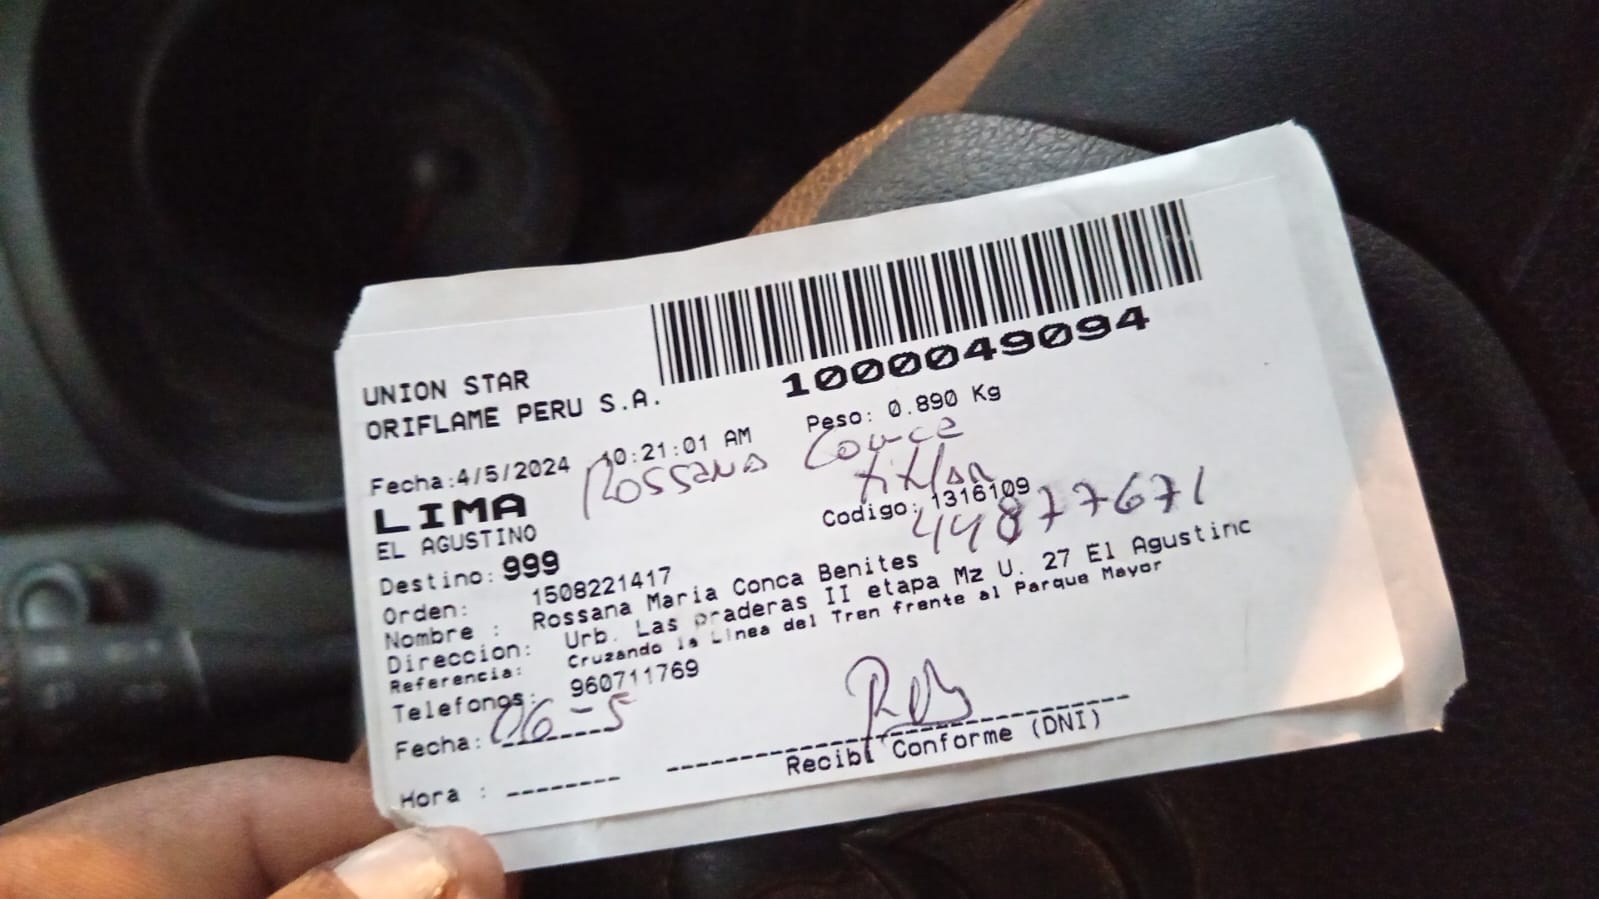 1000049094
UNION STAR
ORIFLAME PERU S.A.
Peso: 0.890 Kg
Fecha:4/5/2024 10:21:01 AM
Rossana Conce
LIMA
Codigo: 1316109
EL AGUSTINO
44877671
Destino: 999
Orden: 1508221417
Nombre : Rossana Maria Conca Benites
Direccion: Urb. Las praderas II etapa Mz U. 27 El Agustinc
Referencia: Cruzando la Linea del Tren frente al Parque Mayor
Telefonos: 960711769
Fecha: 06-5
Recibi Conforme (DNI)
Hora : --------